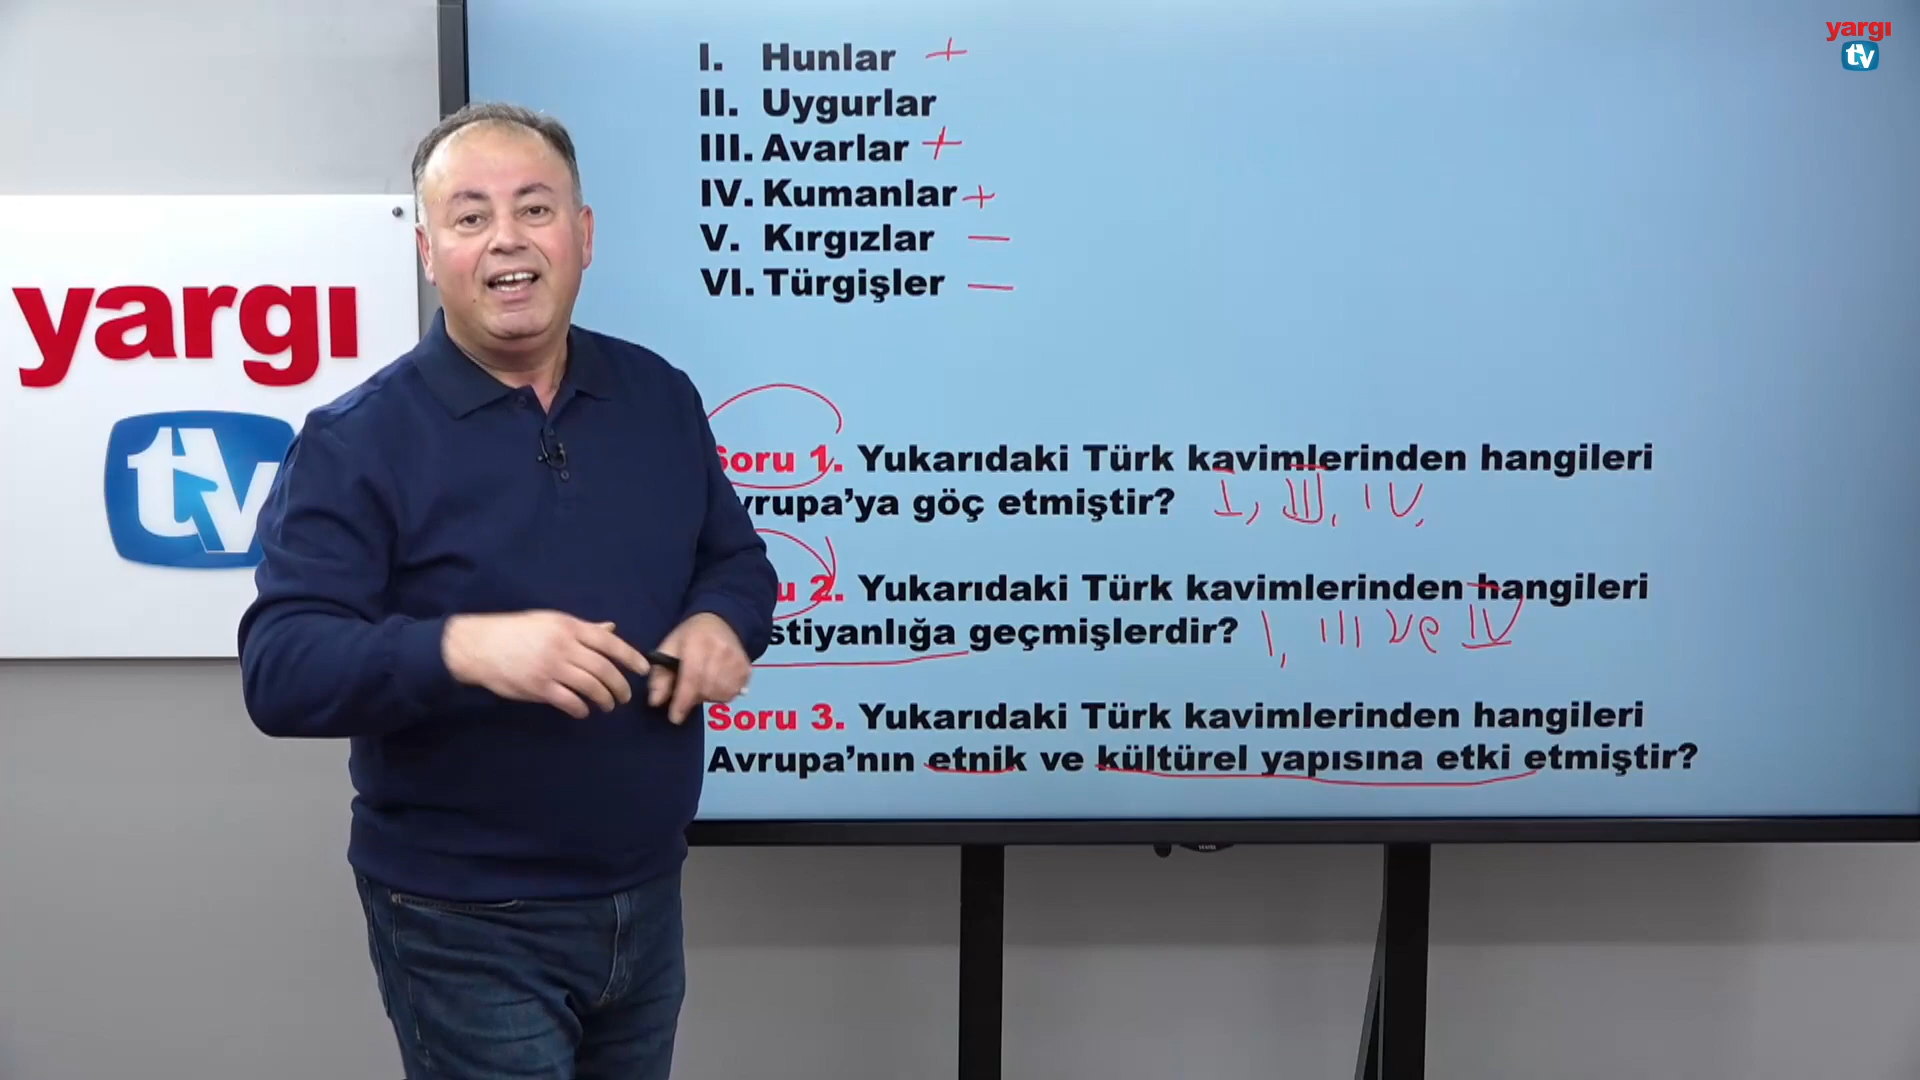 yargı
tv
I. Hunlar +
II. Uygurlar
III. Avarlar +
IV. Kumanlar +
V. Kırgızlar —
VI. Türgişler —
yargı
tv
Soru 1. Yukarıdaki Türk kavimlerinden hangileri
vrupa'ya göç etmiştir? I, III, IV,
u 2. Yukarıdaki Türk kavimlerinden hangileri
stiyanlığa geçmişlerdir? I, III ve IV
Soru 3. Yukarıdaki Türk kavimlerinden hangileri
Avrupa'nın etnik ve kültürel yapısına etki etmiştir?